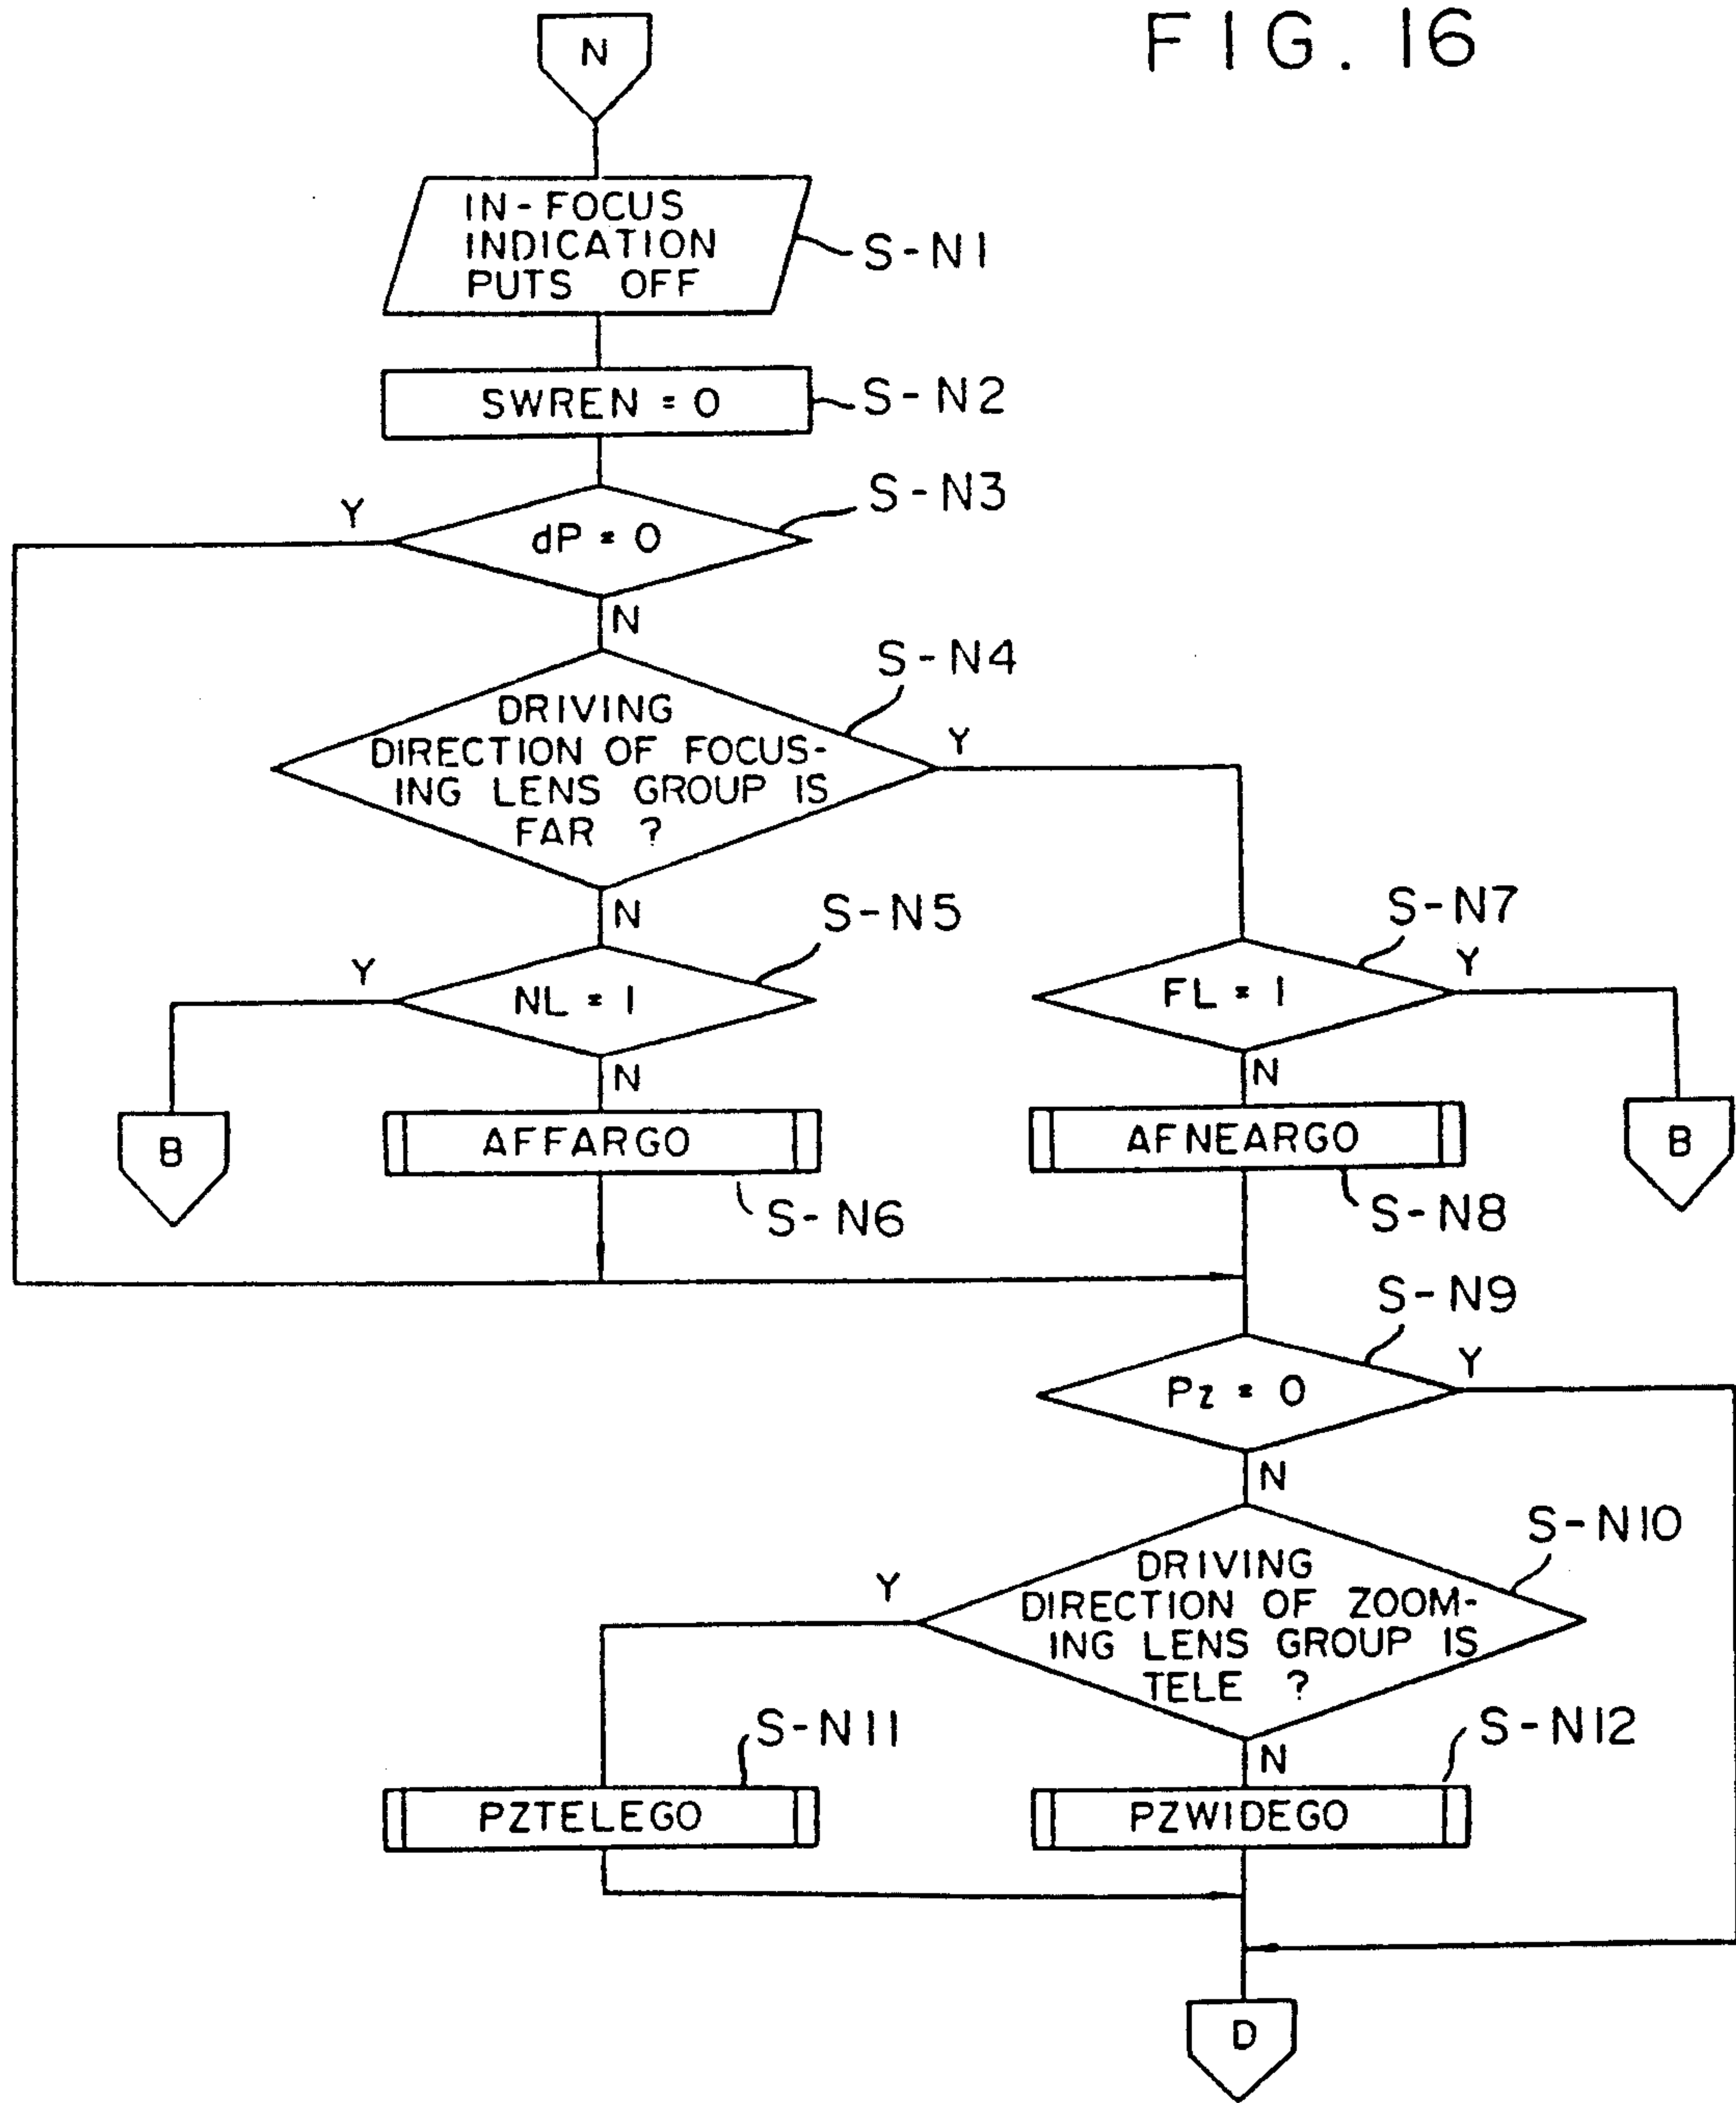 FIG. 16
N
IN-FOCUS
INDICATION
PUTS OFF
S-N1
SWREN = 0
S-N2
S-N3
Y
dP = 0
N
S-N4
DRIVING
DIRECTION OF FOCUS-
ING LENS GROUP IS
FAR ?
Y
N
S-N5
S-N7
Y
NL = 1
Y
FL = 1
N
N
B
AFFARGO
AFNEARGO
B
S-N6
S-N8
S-N9
Y
Pz = 0
N
S-N10
DRIVING
DIRECTION OF ZOOM-
ING LENS GROUP IS
TELE ?
Y
N
S-N11
S-N12
PZTELEGO
PZWIDEGO
D